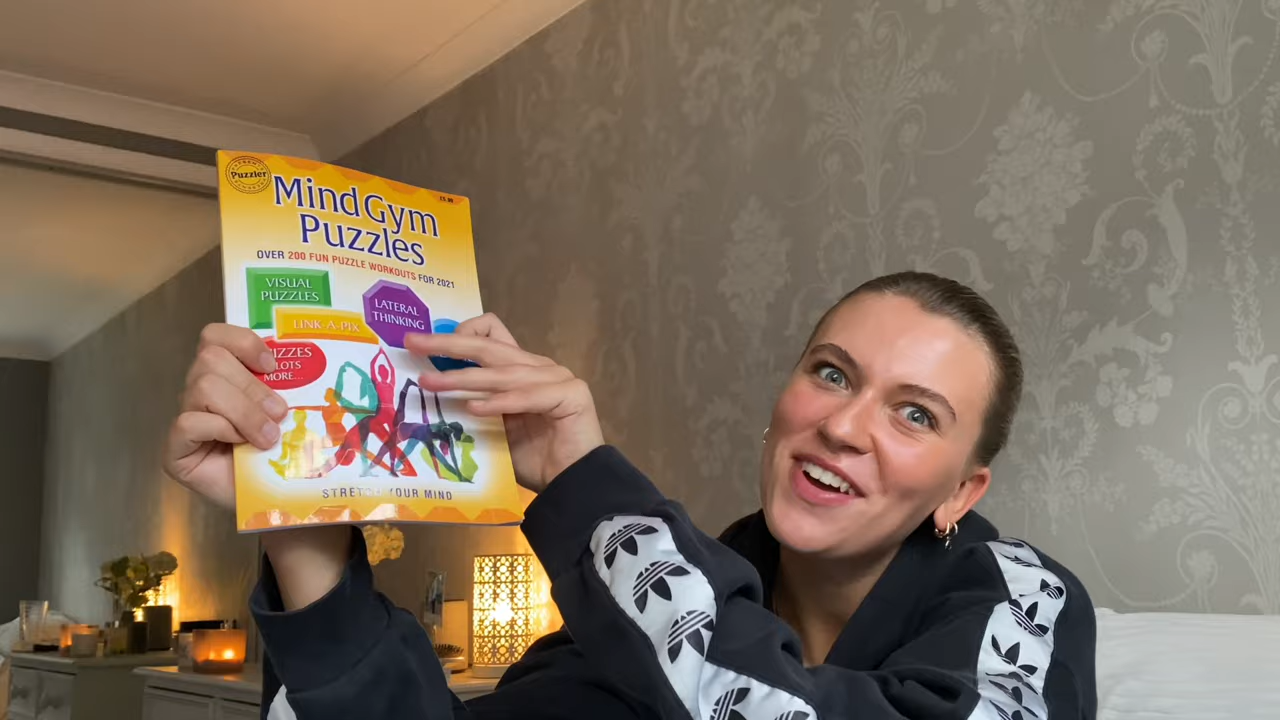 Puzzler
Mind Gym
Puzzles
OVER 200 FUN PUZZLE WORKOUTS FOR 2021
VISUAL
PUZZLES
LATERAL
THINKING
LINK-A-PIX
LOTS
MORE...
STRETCH YOUR MIND